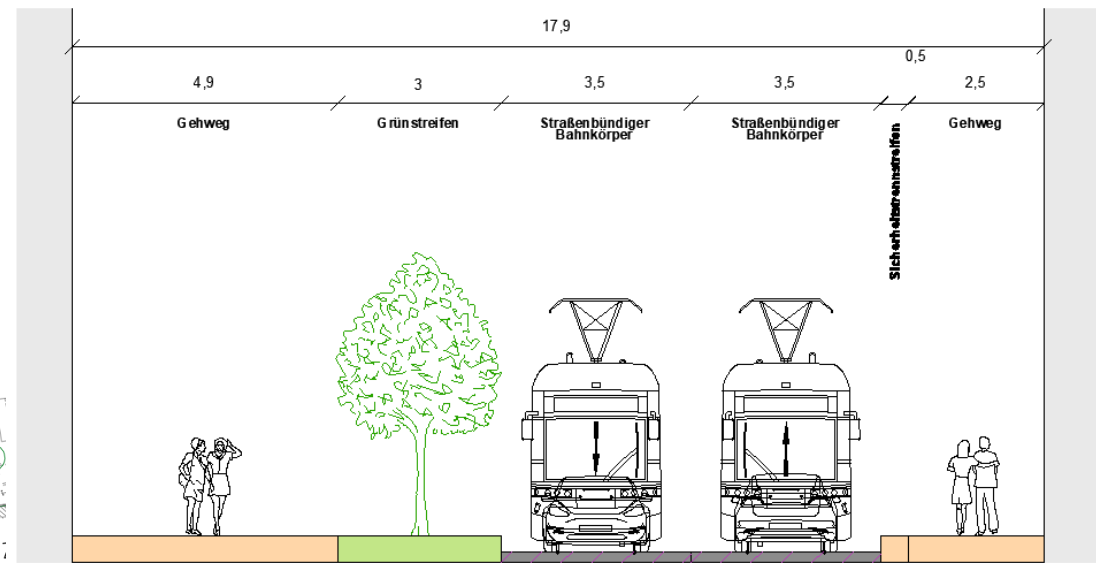 17,9
0,5
4,9
3
3,5
3,5
2,5
Gehweg
Grünstreifen
Straßenbündiger
Bahnkörper
Straßenbündiger
Bahnkörper
Sicherheitstrennstreifen
Gehweg